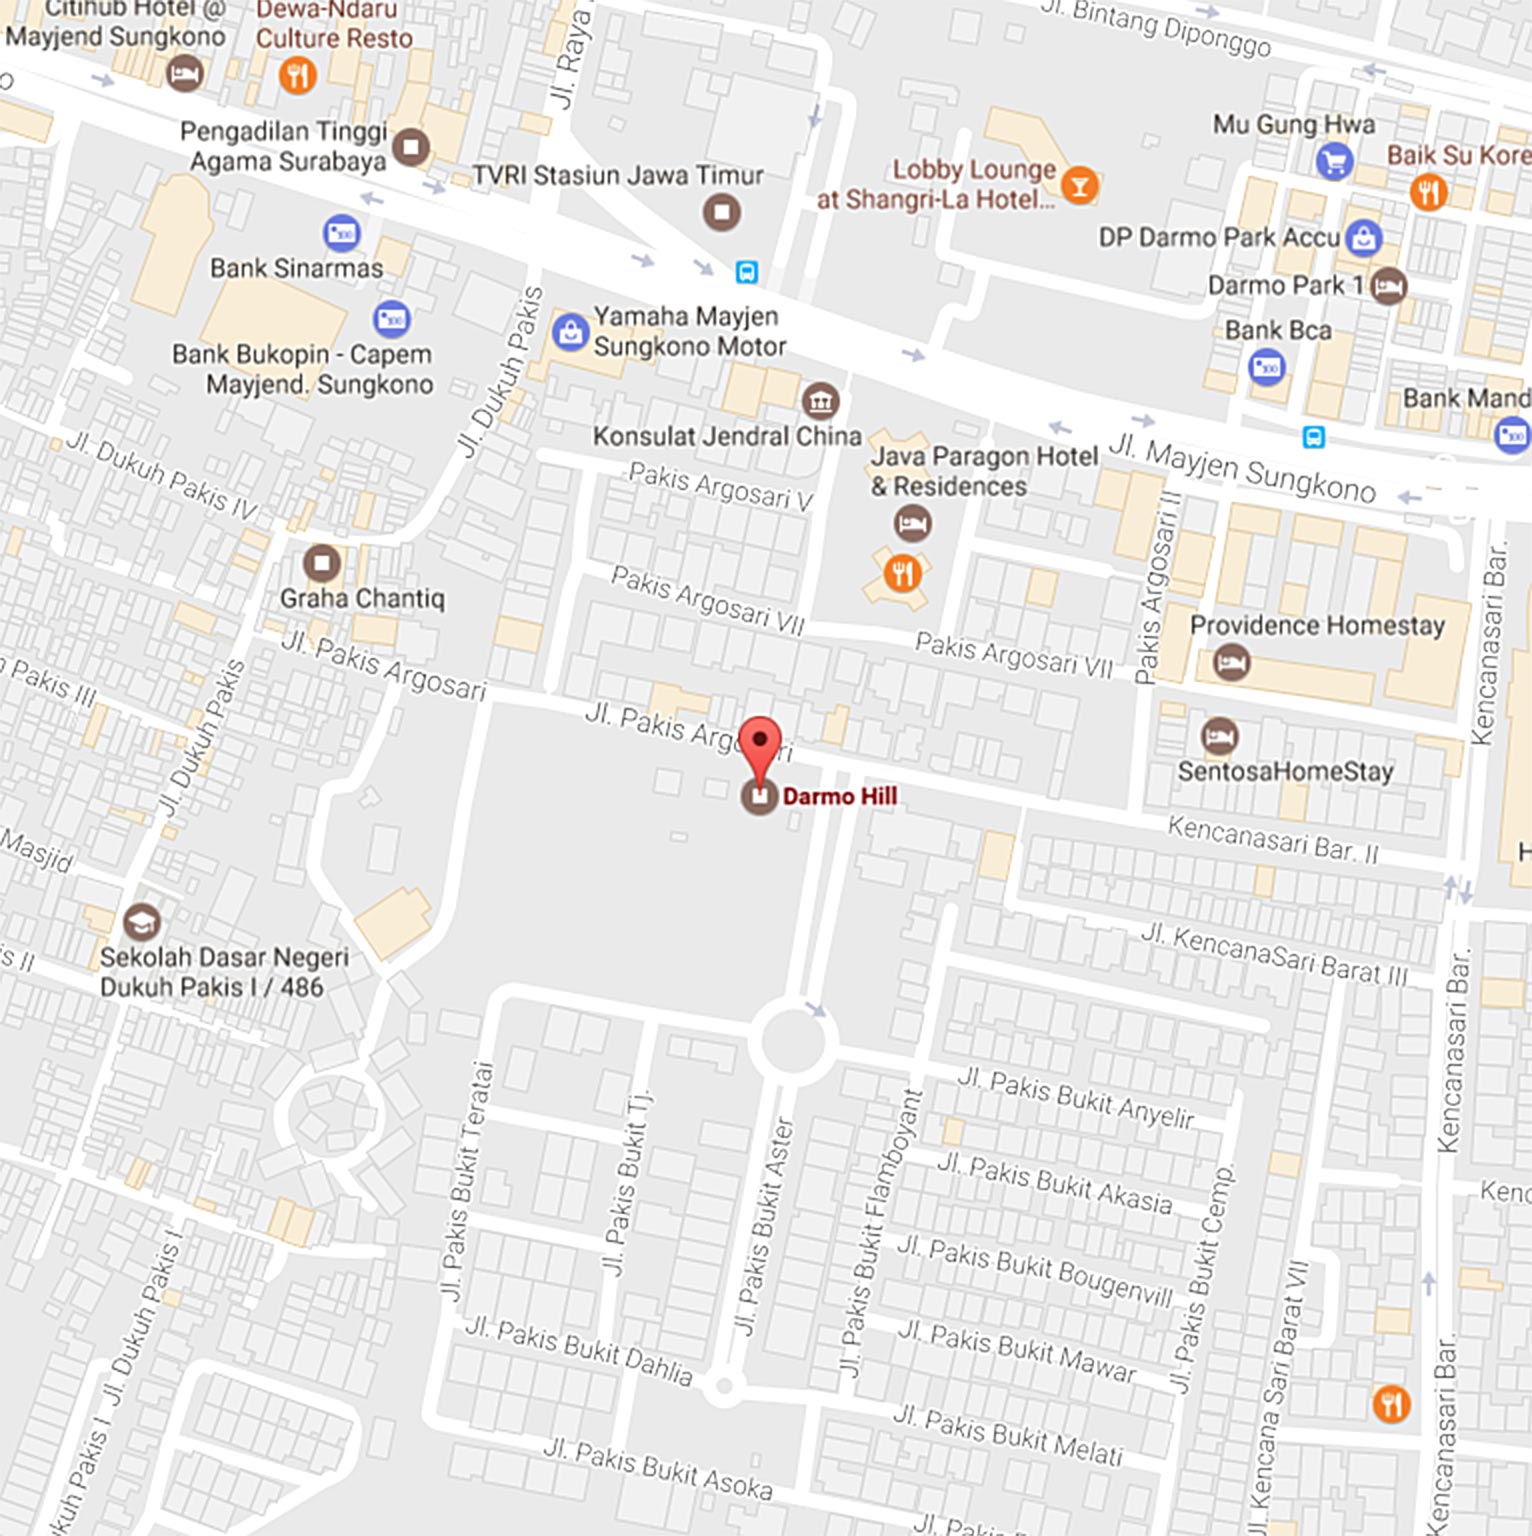 Citihub Hotel @
Mayjend Sungkono
Dewa-Ndaru
Culture Resto
Jl. Raya
Jl. Bintang Diponggo
Pengadilan Tinggi
Agama Surabaya
TVRI Stasiun Jawa Timur
Lobby Lounge
at Shangri-La Hotel...
Mu Gung Hwa
Baik Su Kore
DP Darmo Park Accu
Darmo Park 1
Bank Bca
Bank Mand
Bank Sinarmas
Bank Bukopin - Capem
Mayjend. Sungkono
Yamaha Mayjen
Sungkono Motor
Jl. Dukuh Pakis
Konsulat Jendral China
Java Paragon Hotel
& Residences
Jl. Mayjen Sungkono
Jl. Dukuh Pakis IV
Pakis Argosari V
Pakis Argosari II
Kencanasari Bar.
Graha Chantiq
Pakis Argosari VII
Pakis Argosari VII
Providence Homestay
Jl. Pakis Argosari
Pakis III
Jl. Dukuh Pakis
Jl. Pakis Argosari
SentosaHomeStay
Darmo Hill
Kencanasari Bar. II
Masjid
Sekolah Dasar Negeri
Dukuh Pakis I / 486
is II
Jl. KencanaSari Barat III
Kencanasari Bar.
Jl. Pakis Bukit Teratai
Jl. Pakis Bukit Tj.
Jl. Pakis Bukit Aster
Jl. Pakis Bukit Flamboyant
Jl. Pakis Bukit Anyelir
Jl. Pakis Bukit Akasia
Jl. Pakis Bukit Cemp.
Kenc
Jl. Pakis Bukit Bougenvill
Jl. Dukuh Pakis I
Jl. Pakis Bukit Dahlia
Jl. Pakis Bukit Mawar
Jl. Kencana Sari Barat VII
Kencanasari Bar.
Jl. Pakis Bukit Melati
Jl. Pakis Bukit Asoka
kuh Pakis I
Jl. Pakis